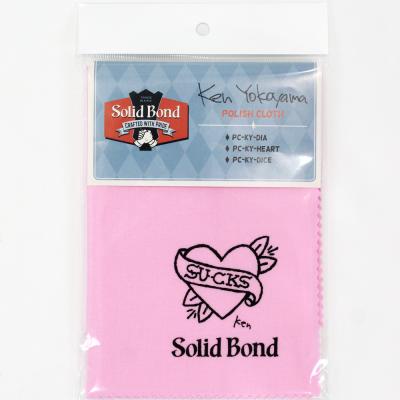 Solid Bond
CRAFTED WITH PRIDE
Ken Yokoyama
POLISH CLOTH
PC-KY-DIA
PC-KY-HEART
PC-KY-DICE
SUCKS
Ken
Solid Bond